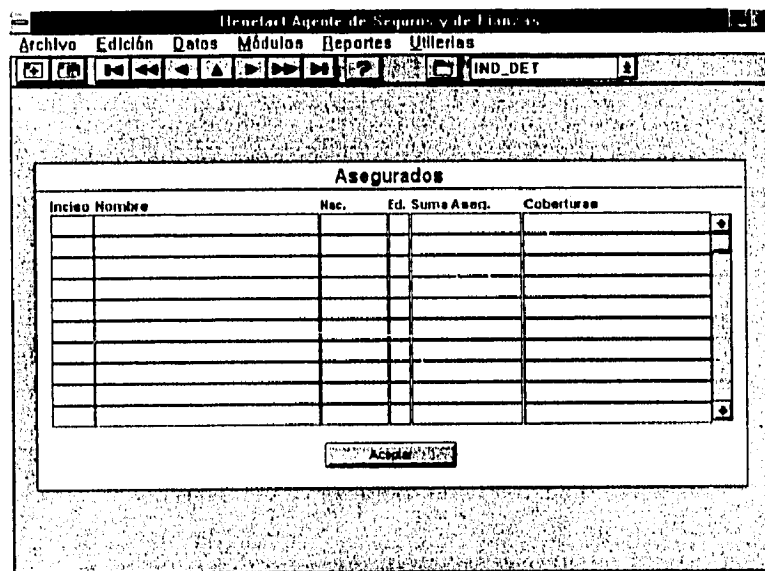 Benefact Agente de Seguros y de Fianzas
Archivo Edición Datos Módulos Reportes Utilerías
? IND_DET
Asegurados
Inciso Nombre Nac. Ed. Suma Aseg. Coberturas
Aceptar